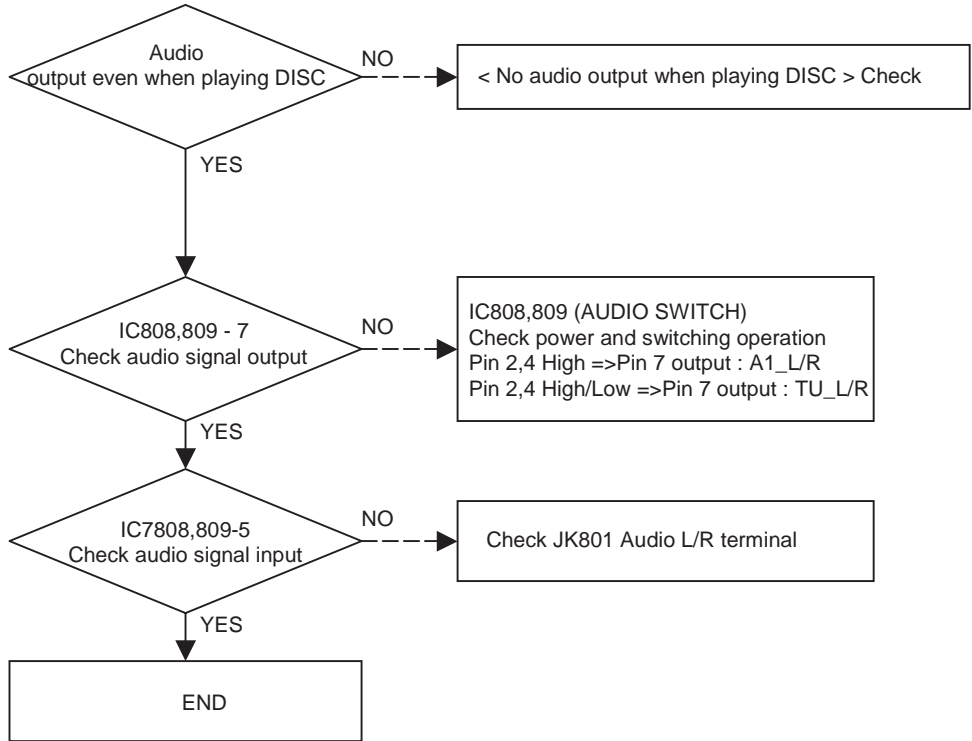 Audio
output even when playing DISC
NO
< No audio output when playing DISC > Check
YES
IC808,809 - 7
Check audio signal output
NO
IC808,809 (AUDIO SWITCH)
Check power and switching operation
Pin 2,4 High =>Pin 7 output : A1_L/R
Pin 2,4 High/Low =>Pin 7 output : TU_L/R
YES
IC7808,809-5
Check audio signal input
NO
Check JK801 Audio L/R terminal
YES
END